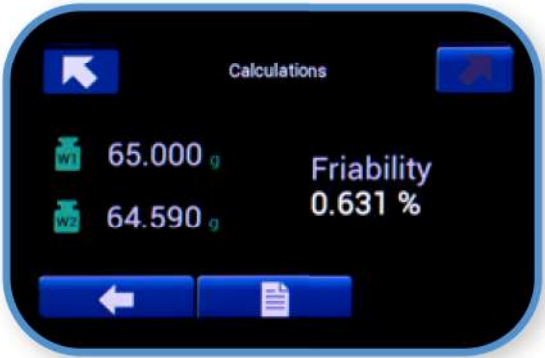 Calculations
W1 65.000 g
W2 64.590 g
Friability
0.631 %